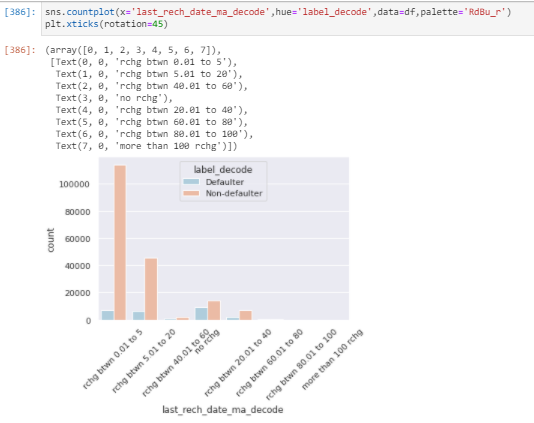 [386]: sns.countplot(x='last_rech_date_ma_decode',hue='label_decode',data=df,palette='RdBu_r')
plt.xticks(rotation=45)
[386]: (array([0, 1, 2, 3, 4, 5, 6, 7]),
[Text(0, 0, 'rchg btwn 0.01 to 5'),
Text(1, 0, 'rchg btwn 5.01 to 20'),
Text(2, 0, 'rchg btwn 40.01 to 60'),
Text(3, 0, 'no rchg'),
Text(4, 0, 'rchg btwn 20.01 to 40'),
Text(5, 0, 'rchg btwn 60.01 to 80'),
Text(6, 0, 'rchg btwn 80.01 to 100'),
Text(7, 0, 'more than 100 rchg')])
label_decode
Defaulter
Non-defaulter
100000
80000
60000
40000
20000
0
count
rchg btwn 0.01 to 5
rchg btwn 5.01 to 20
rchg btwn 40.01 to 60
no rchg
rchg btwn 20.01 to 40
rchg btwn 60.01 to 80
rchg btwn 80.01 to 100
more than 100 rchg
last_rech_date_ma_decode